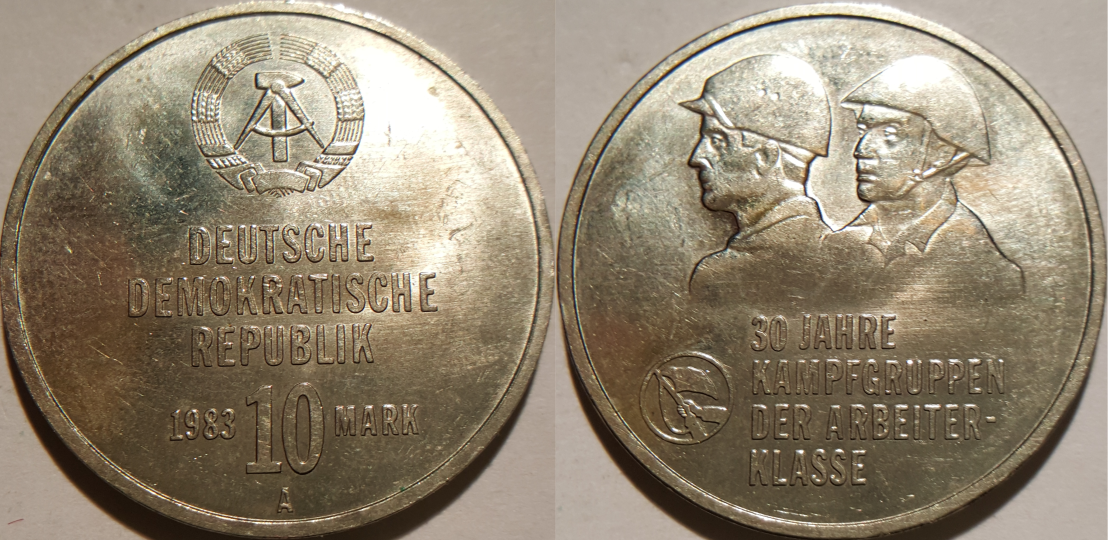 DEUTSCHE
DEMOKRATISCHE
REPUBLIK
1983 10 MARK
A
30 JAHRE
KAMPFGRUPPEN
DER ARBEITER-
KLASSE